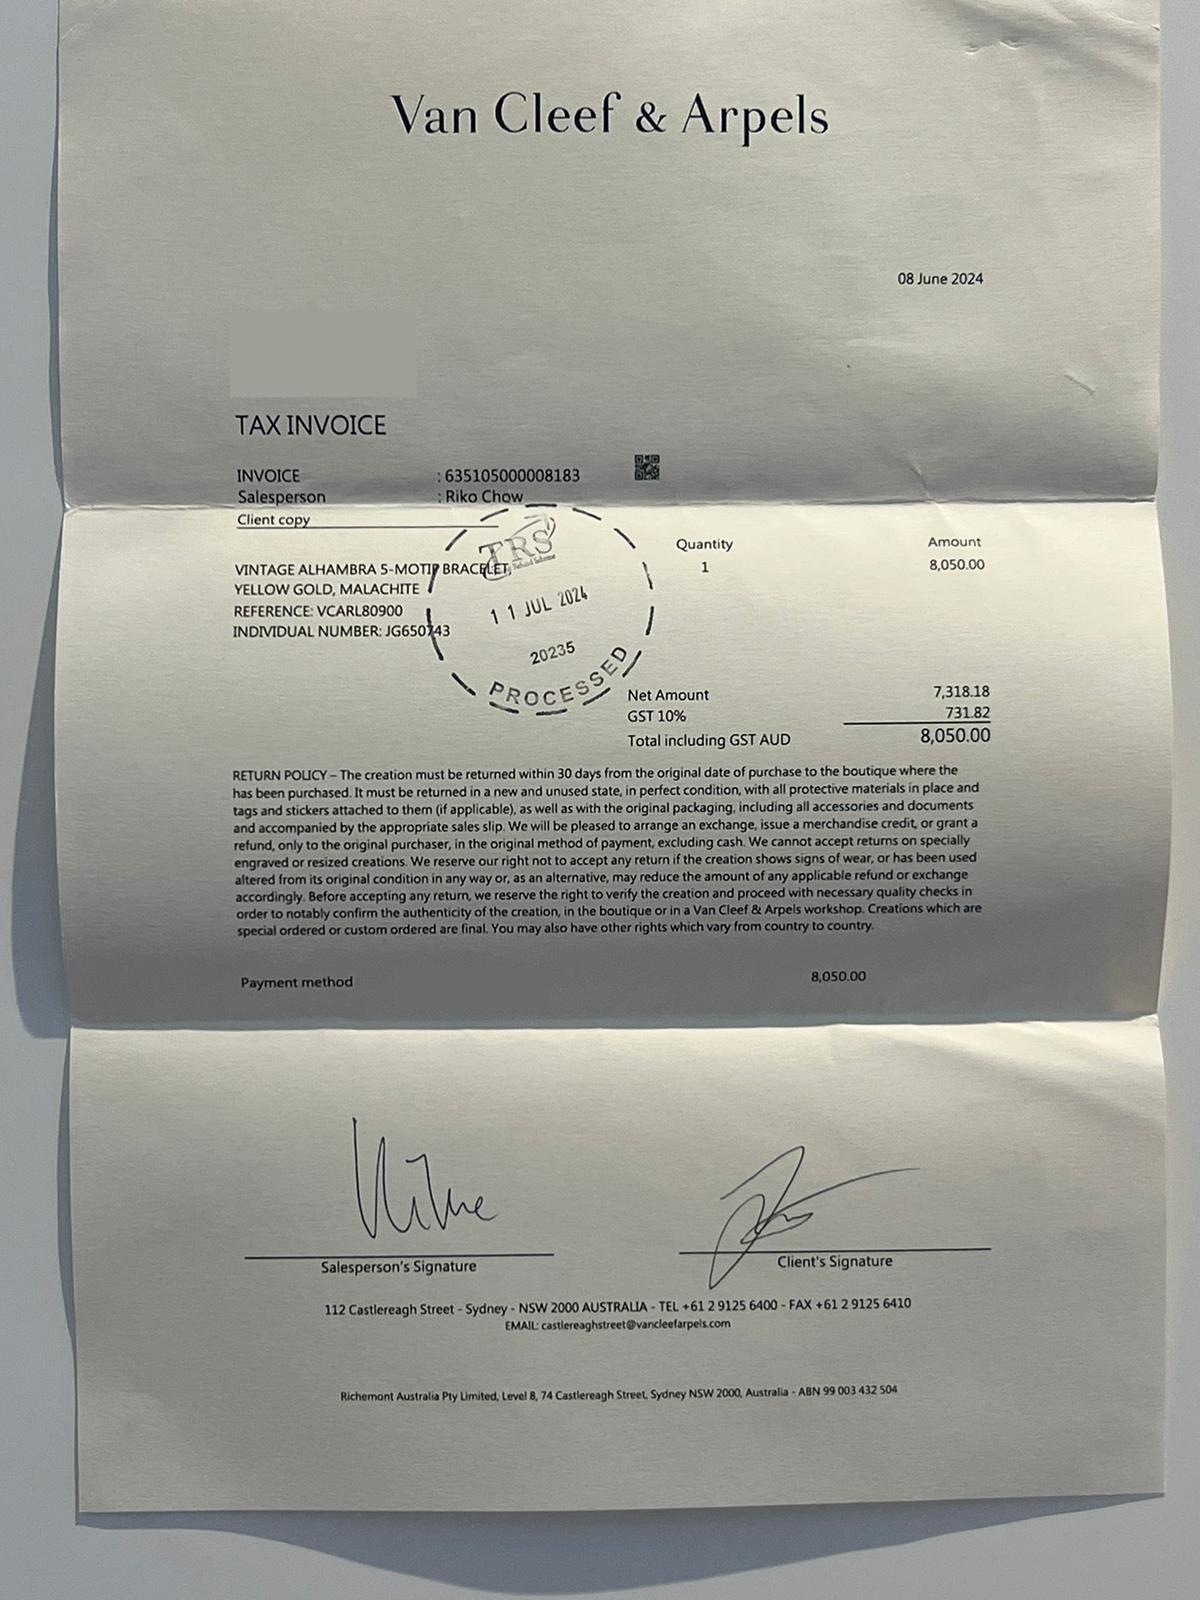 Van Cleef & Arpels
08 June 2024
TAX INVOICE
INVOICE : 635105000008183
Salesperson : Riko Chow
Client copy
Quantity Amount
VINTAGE ALHAMBRA 5-MOTIF BRACELET 1 8,050.00
YELLOW GOLD, MALACHITE
REFERENCE: VCARL80900
INDIVIDUAL NUMBER: JG650743
TRS
11 JUL 2024
20235
PROCESSED
Net Amount 7,318.18
GST 10% 731.82
Total including GST AUD 8,050.00
RETURN POLICY – The creation must be returned within 30 days from the original date of purchase to the boutique where the
has been purchased. It must be returned in a new and unused state, in perfect condition, with all protective materials in place and
tags and stickers attached to them (if applicable), as well as with the original packaging, including all accessories and documents
and accompanied by the appropriate sales slip. We will be pleased to arrange an exchange, issue a merchandise credit, or grant a
refund, only to the original purchaser, in the original method of payment, excluding cash. We cannot accept returns on specially
engraved or resized creations. We reserve our right not to accept any return if the creation shows signs of wear, or has been used
altered from its original condition in any way or, as an alternative, may reduce the amount of any applicable refund or exchange
accordingly. Before accepting any return, we reserve the right to verify the creation and proceed with necessary quality checks in
order to notably confirm the authenticity of the creation, in the boutique or in a Van Cleef & Arpels workshop. Creations which are
special ordered or custom ordered are final. You may also have other rights which vary from country to country.
Payment method 8,050.00
Salesperson's Signature Client's Signature
112 Castlereagh Street - Sydney - NSW 2000 AUSTRALIA - TEL +61 2 9125 6400 - FAX +61 2 9125 6410
EMAIL: castlereaghstreet@vancleefarpels.com
Richemont Australia Pty Limited, Level 8, 74 Castlereagh Street, Sydney NSW 2000, Australia - ABN 99 003 432 504